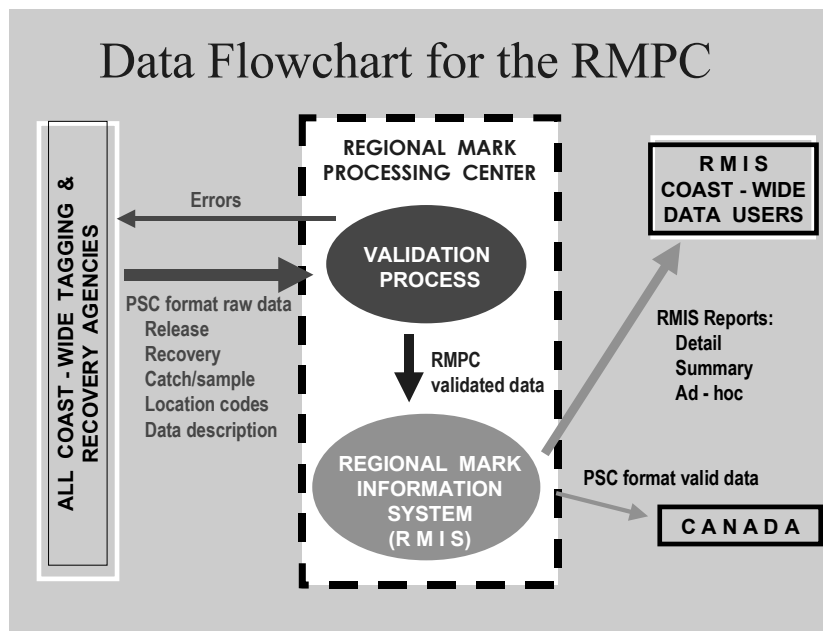 Data Flowchart for the RMPC
ALL COAST - WIDE TAGGING &
RECOVERY AGENCIES
Errors
PSC format raw data
Release
Recovery
Catch/sample
Location codes
Data description
REGIONAL MARK
PROCESSING CENTER
VALIDATION
PROCESS
RMPC
validated data
REGIONAL MARK
INFORMATION
SYSTEM
(R M I S)
R M I S
COAST - WIDE
DATA USERS
RMIS Reports:
Detail
Summary
Ad - hoc
PSC format valid data
C A N A D A